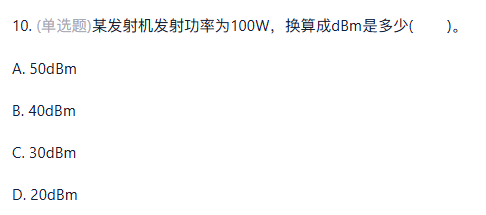 10. (单选题)某发射机发射功率为100W，换算成dBm是多少(　　)。
A. 50dBm
B. 40dBm
C. 30dBm
D. 20dBm